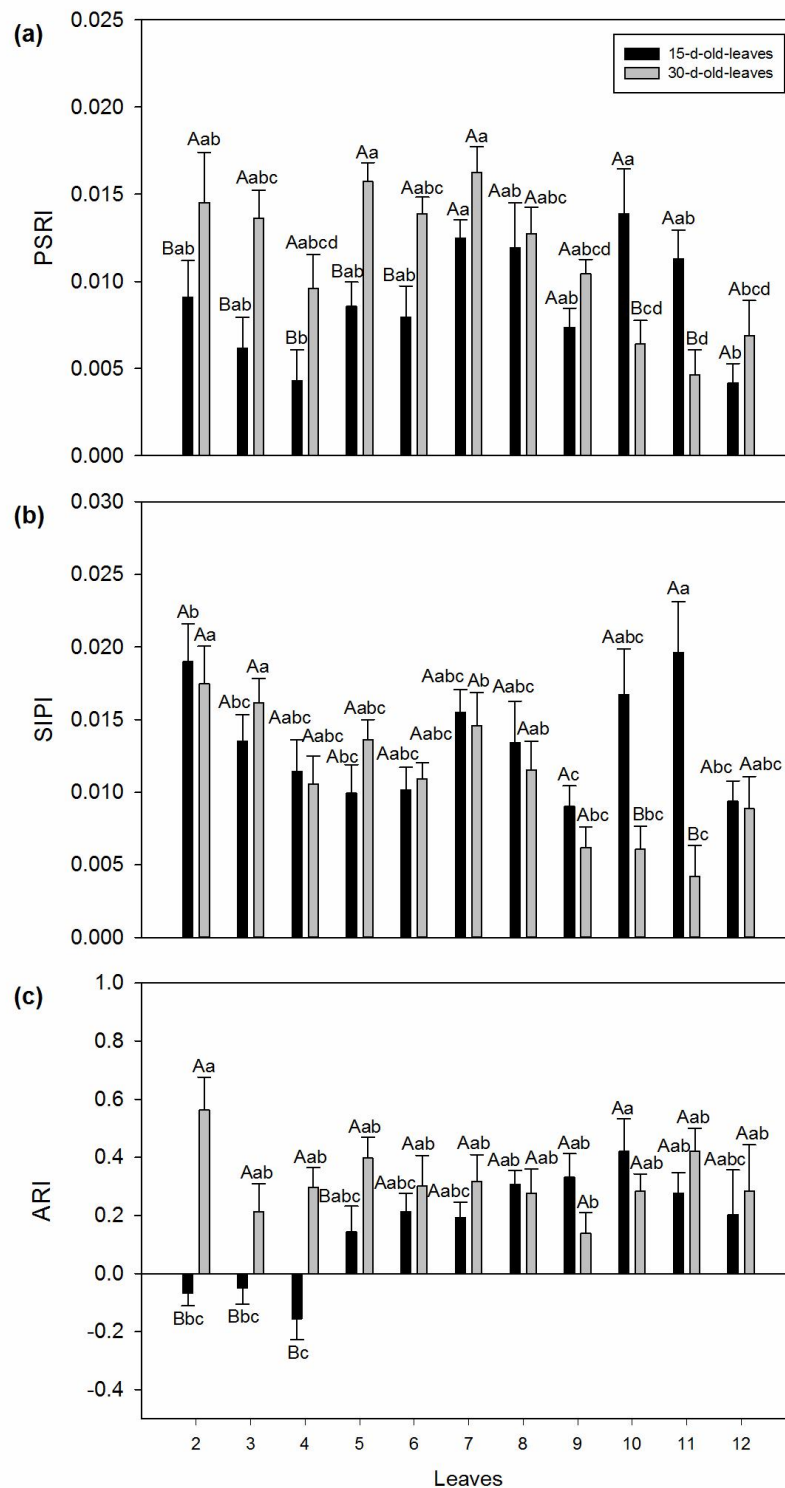 (a)
0.025
0.020
0.015
0.010
0.005
0.000
PSRI
15-d-old-leaves
30-d-old-leaves
Bab
Aab
Bab
Aabc
Bb
Aabcd
Bab
Aa
Bab
Aabc
Aa
Aa
Aab
Aabc
Aab
Aabcd
Aa
Bcd
Aab
Bd
Ab
Abcd
(b)
0.030
0.025
0.020
0.015
0.010
0.005
0.000
SIPI
Ab
Aa
Abc
Aa
Aabc
Aabc
Abc
Aabc
Aabc
Aabc
Aabc
Ab
Aabc
Aab
Ac
Abc
Aabc
Bbc
Aa
Bc
Abc
Aabc
(c)
1.0
0.8
0.6
0.4
0.2
0.0
-0.2
-0.4
ARI
Bbc
Aa
Bbc
Aab
Bc
Aab
Babc
Aab
Aabc
Aab
Aabc
Aab
Aab
Aab
Aab
Ab
Aa
Aab
Aab
Aab
Aabc
Aab
2 3 4 5 6 7 8 9 10 11 12
Leaves